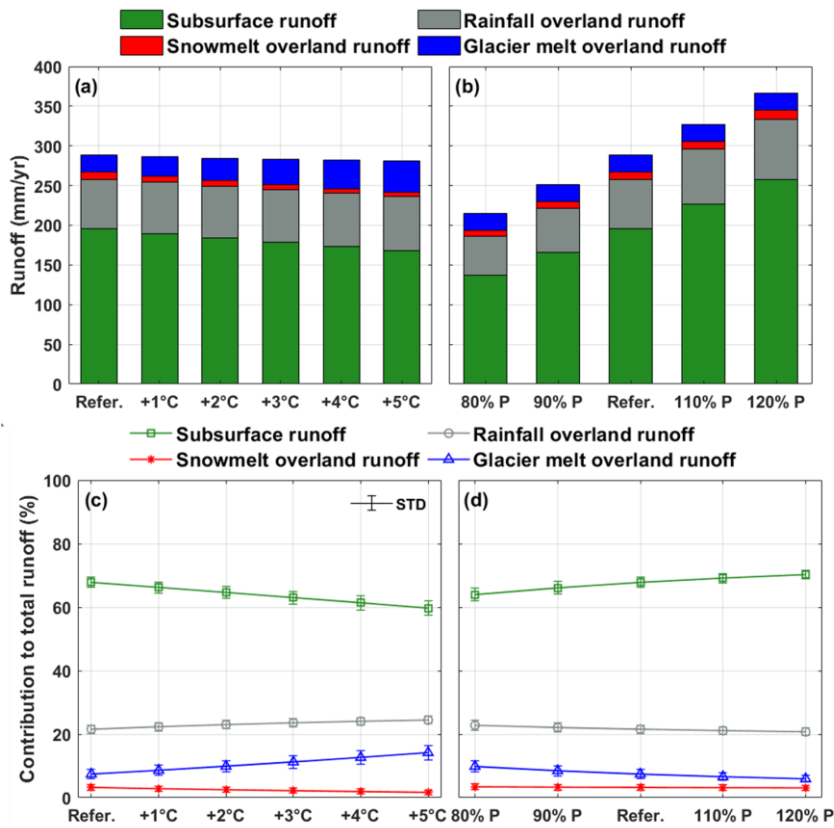 Subsurface runoff Rainfall overland runoff
Snowmelt overland runoff Glacier melt overland runoff
(a) (b)
Runoff (mm/yr)
400
350
300
250
200
150
100
50
0
Refer. +1°C +2°C +3°C +4°C +5°C 80% P 90% P Refer. 110% P 120% P
Subsurface runoff Rainfall overland runoff
Snowmelt overland runoff Glacier melt overland runoff
(c) STD (d)
Contribution to total runoff (%)
100
80
60
40
20
0
Refer. +1°C +2°C +3°C +4°C +5°C 80% P 90% P Refer. 110% P 120% P